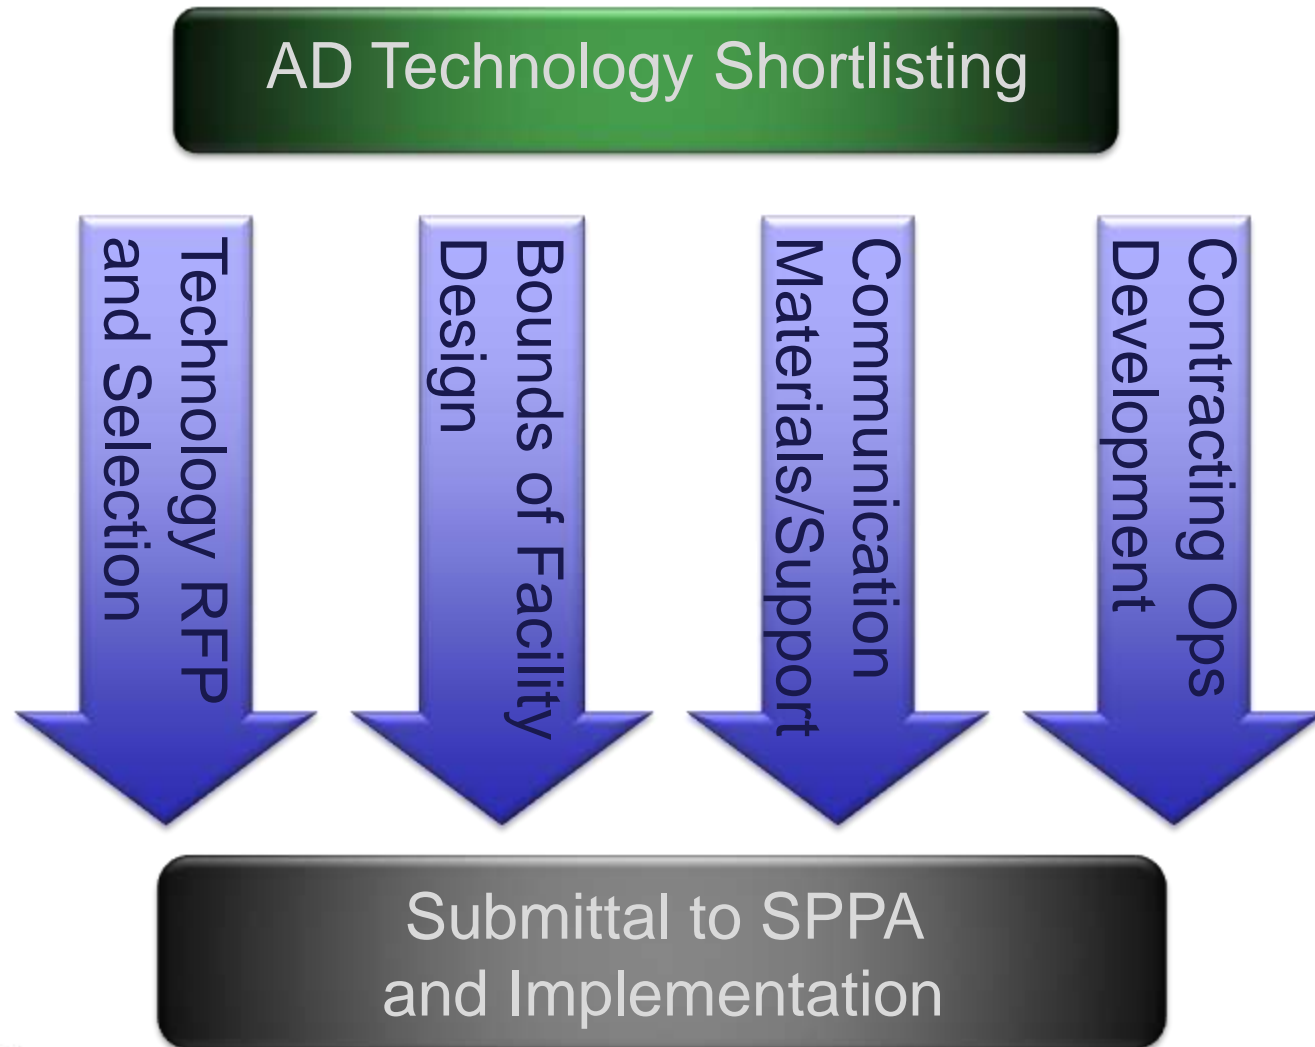 AD Technology Shortlisting
Technology RFP
and Selection
Bounds of Facility
Design
Communication
Materials/Support
Contracting Ops
Development
Submittal to SPPA
and Implementation